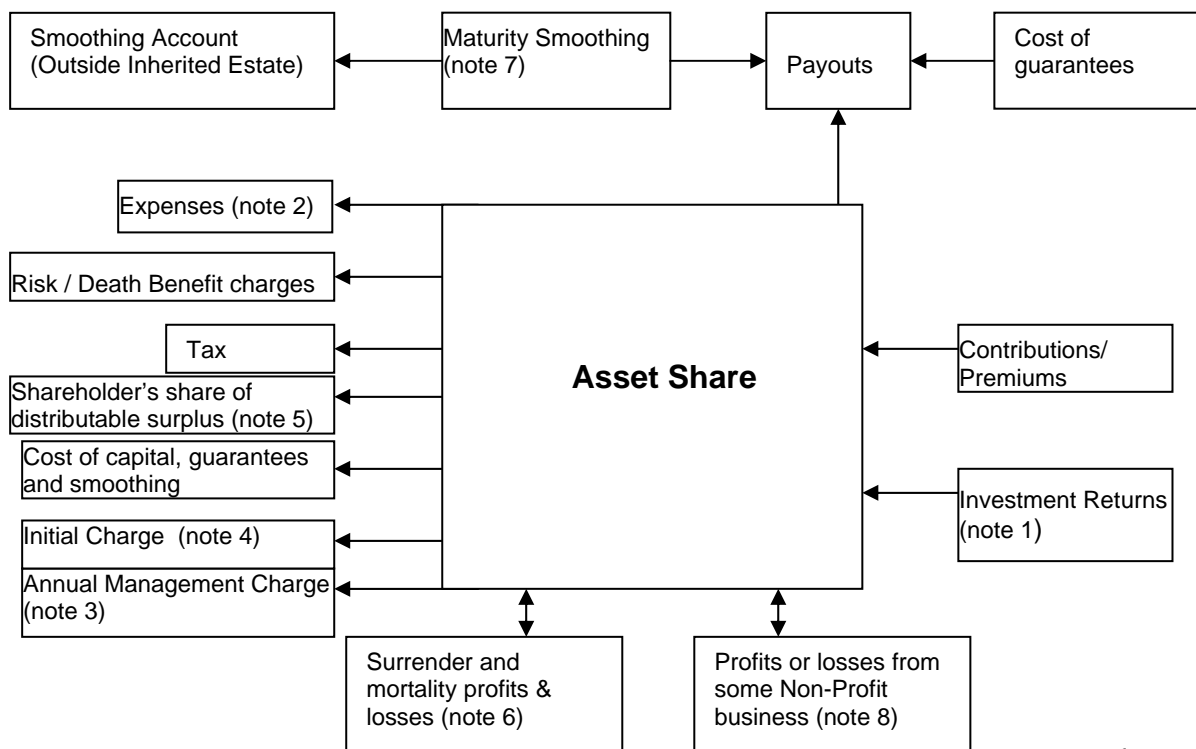 Smoothing Account
(Outside Inherited Estate)
Maturity Smoothing
(note 7)
Payouts
Cost of
guarantees
Expenses (note 2)
Risk / Death Benefit charges
Tax
Shareholder's share of
distributable surplus (note 5)
Cost of capital, guarantees
and smoothing
Initial Charge (note 4)
Annual Management Charge
(note 3)
Asset Share
Contributions/
Premiums
Investment Returns
(note 1)
Surrender and
mortality profits &
losses (note 6)
Profits or losses from
some Non-Profit
business (note 8)